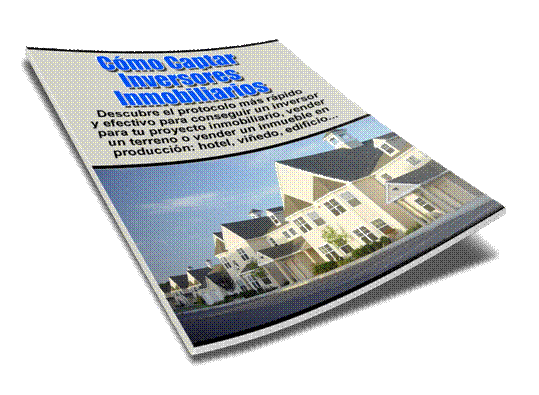 Cómo Captar
Inversores
Inmobiliarios
Descubre el protocolo más rápido
y efectivo para conseguir un inversor
para tu proyecto inmobiliario, vender
un terreno o vender un inmueble en
producción: hotel, viñedo, edificio...